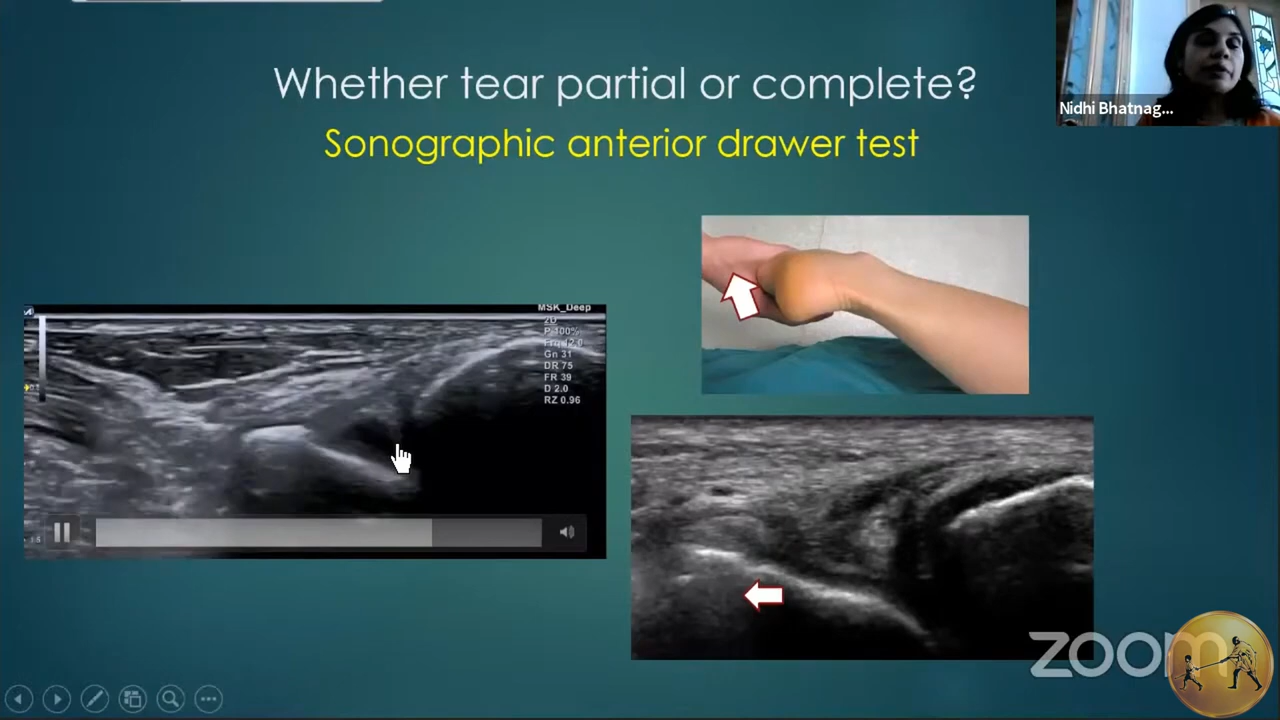 Whether tear partial or complete?
Sonographic anterior drawer test
Nidhi Bhatnag...
MSK_Deep
2D
P 100%
Frq 12.0
Gn 31
DR 75
FR 39
D 2.0
RZ 0.96
zoom